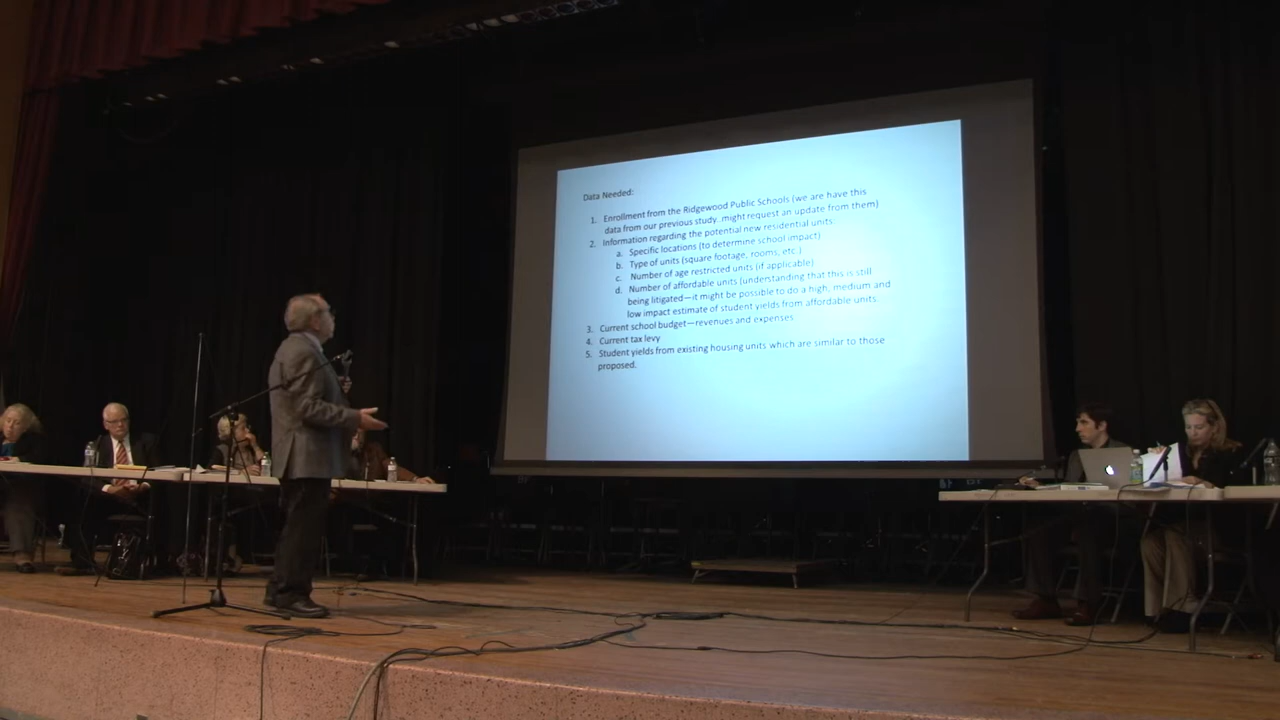 Data Needed:
1. Enrollment from the Ridgewood Public Schools (we are have this
data from our previous study..might request an update from them)
2. Information regarding the potential new residential units:
a. Specific locations (to determine school impact)
b. Type of units (square footage, rooms, etc.)
c. Number of age restricted units (if applicable)
d. Number of affordable units (understanding that this is still
being litigated—it might be possible to do a high, medium and
low impact estimate of student yields from affordable units.
3. Current school budget—revenues and expenses
4. Current tax levy
5. Student yields from existing housing units which are similar to those
proposed.